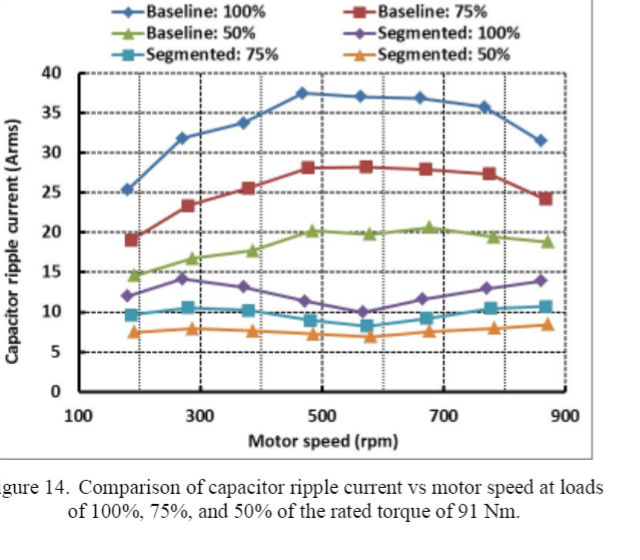 Baseline: 100% Baseline: 75%
Baseline: 50% Segmented: 100%
Segmented: 75% Segmented: 50%
Capacitor ripple current (Arms)
40
35
30
25
20
15
10
5
0
100 300 500 700 900
Motor speed (rpm)
igure 14. Comparison of capacitor ripple current vs motor speed at loads
of 100%, 75%, and 50% of the rated torque of 91 Nm.